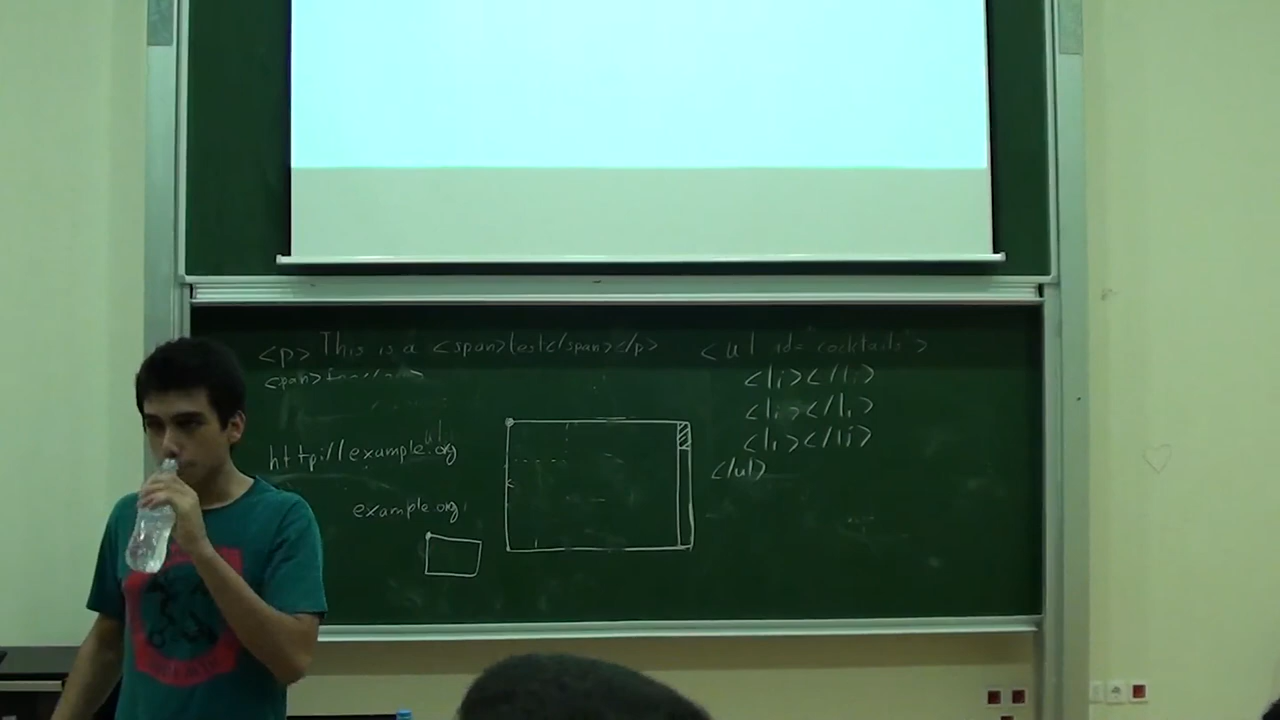 <p> This is a <span>test</span></p>
<span>
http://example.org
example.org
<ul id="cocktails">
<li></li>
<li></li>
<li></li>
</ul>